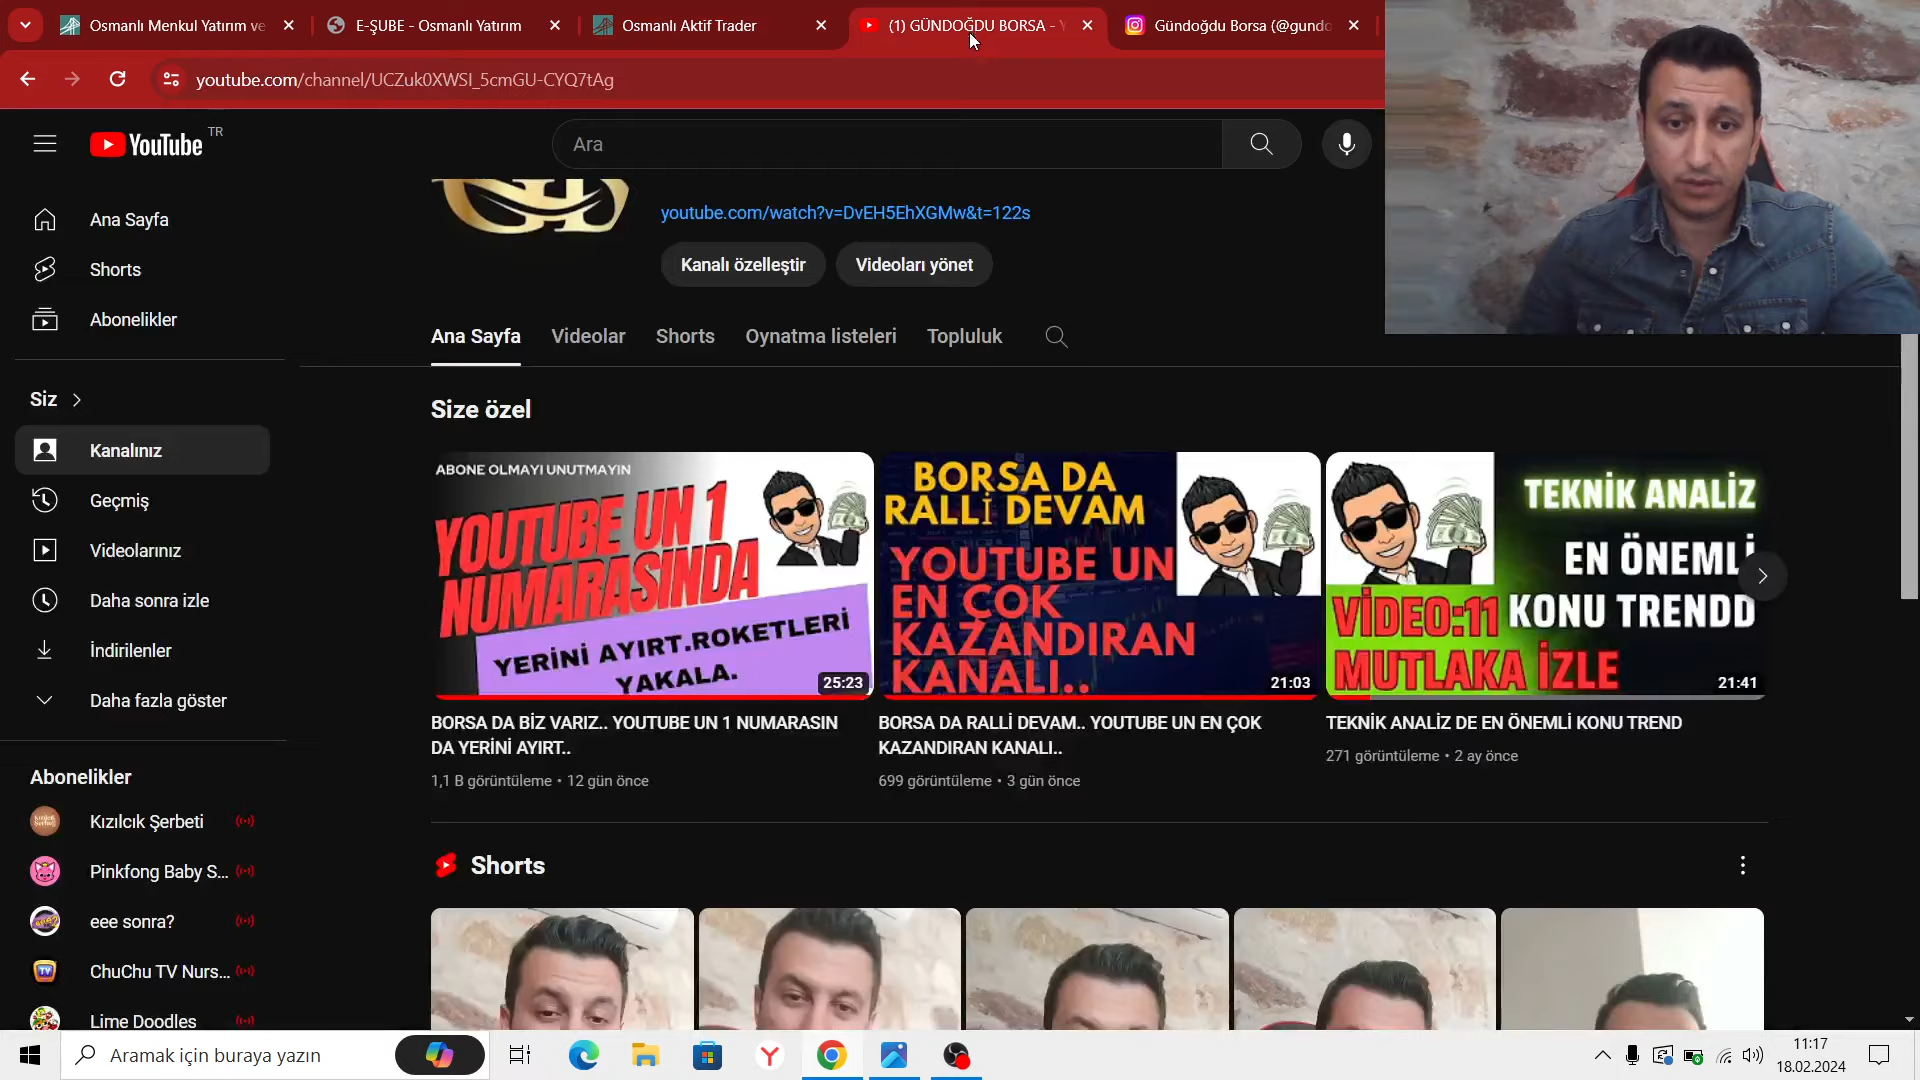 Osmanlı Menkul Yatırım ve
E-ŞUBE - Osmanlı Yatırım
Osmanlı Aktif Trader
(1) GÜNDOĞDU BORSA - Y
Gündoğdu Borsa (@gundo
youtube.com/channel/UCZuk0XWSI_5cmGU-CYQ7tAg
YouTube TR
Ara
youtube.com/watch?v=DvEH5EhXGMw&t=122s
Kanalı özelleştir
Videoları yönet
Ana Sayfa
Videolar
Shorts
Oynatma listeleri
Topluluk
Ana Sayfa
Shorts
Abonelikler
Siz
Kanalınız
Geçmiş
Videolarınız
Daha sonra izle
İndirilenler
Daha fazla göster
Abonelikler
Kızılcık Şerbeti
Pinkfong Baby S...
eee sonra?
ChuChu TV Nurs...
Lime Doodles
Size özel
ABONE OLMAYI UNUTMAYIN
YOUTUBE UN 1
NUMARASINDA
YERİNİ AYIRT.ROKETLERİ
YAKALA.
25:23
BORSA DA BİZ VARIZ.. YOUTUBE UN 1 NUMARASIN
DA YERİNİ AYIRT..
1,1 B görüntüleme • 12 gün önce
BORSA DA
RALLİ DEVAM
YOUTUBE UN
EN ÇOK
KAZANDIRAN
KANALI..
21:03
BORSA DA RALLİ DEVAM.. YOUTUBE UN EN ÇOK
KAZANDIRAN KANALI..
699 görüntüleme • 3 gün önce
TEKNİK ANALİZ
EN ÖNEMLİ
KONU TRENDD
VİDEO:11
MUTLAKA İZLE
21:41
TEKNİK ANALİZ DE EN ÖNEMLİ KONU TREND
271 görüntüleme • 2 ay önce
Shorts
Aramak için buraya yazın
11:17
18.02.2024